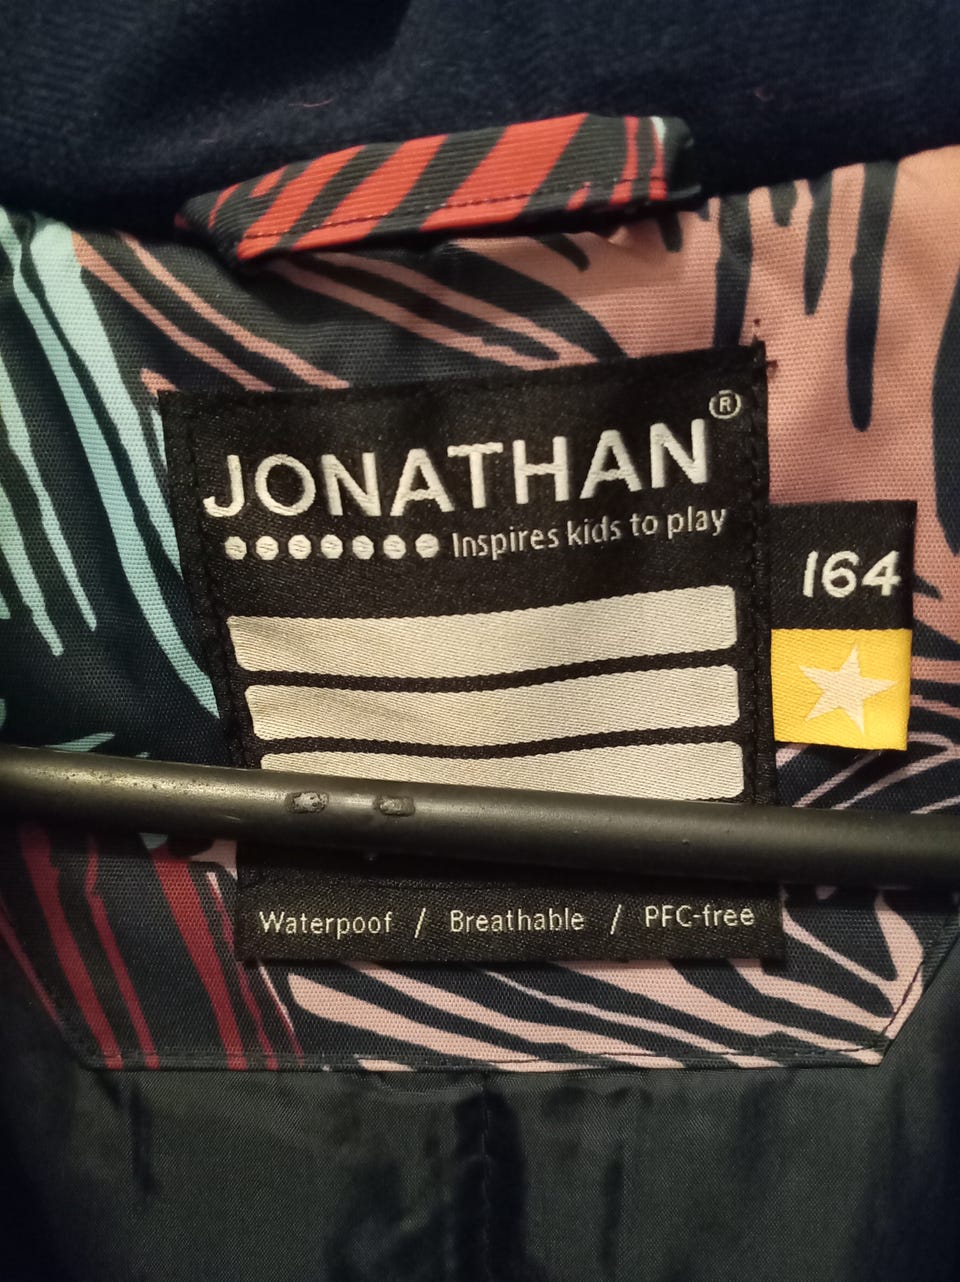 JONATHAN®
Inspires kids to play
164
Waterpoof / Breathable / PFC-free